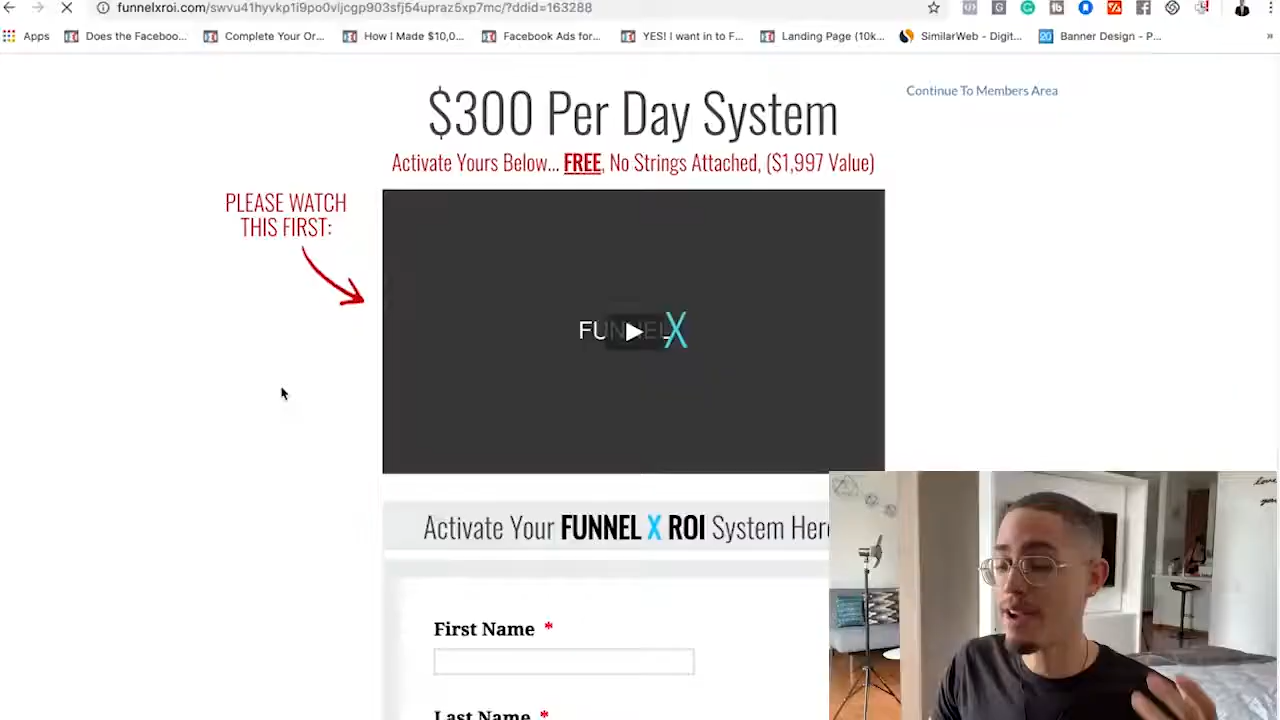 funnelxroi.com/swvu41hyvkp1i9po0vljcgp903sfj54upraz5xp7mc/?ddid=163288
Apps
Does the Faceboo...
Complete Your Or...
How I Made $10,0...
Facebook Ads for...
YES! I want in to F...
Landing Page (10k...
SimilarWeb - Digit...
Banner Design - P...
»
Continue To Members Area
$300 Per Day System
Activate Yours Below... FREE, No Strings Attached, ($1,997 Value)
PLEASE WATCH
THIS FIRST:
FUNNELX
Activate Your FUNNEL X ROI System Here
First Name *
Last Name *